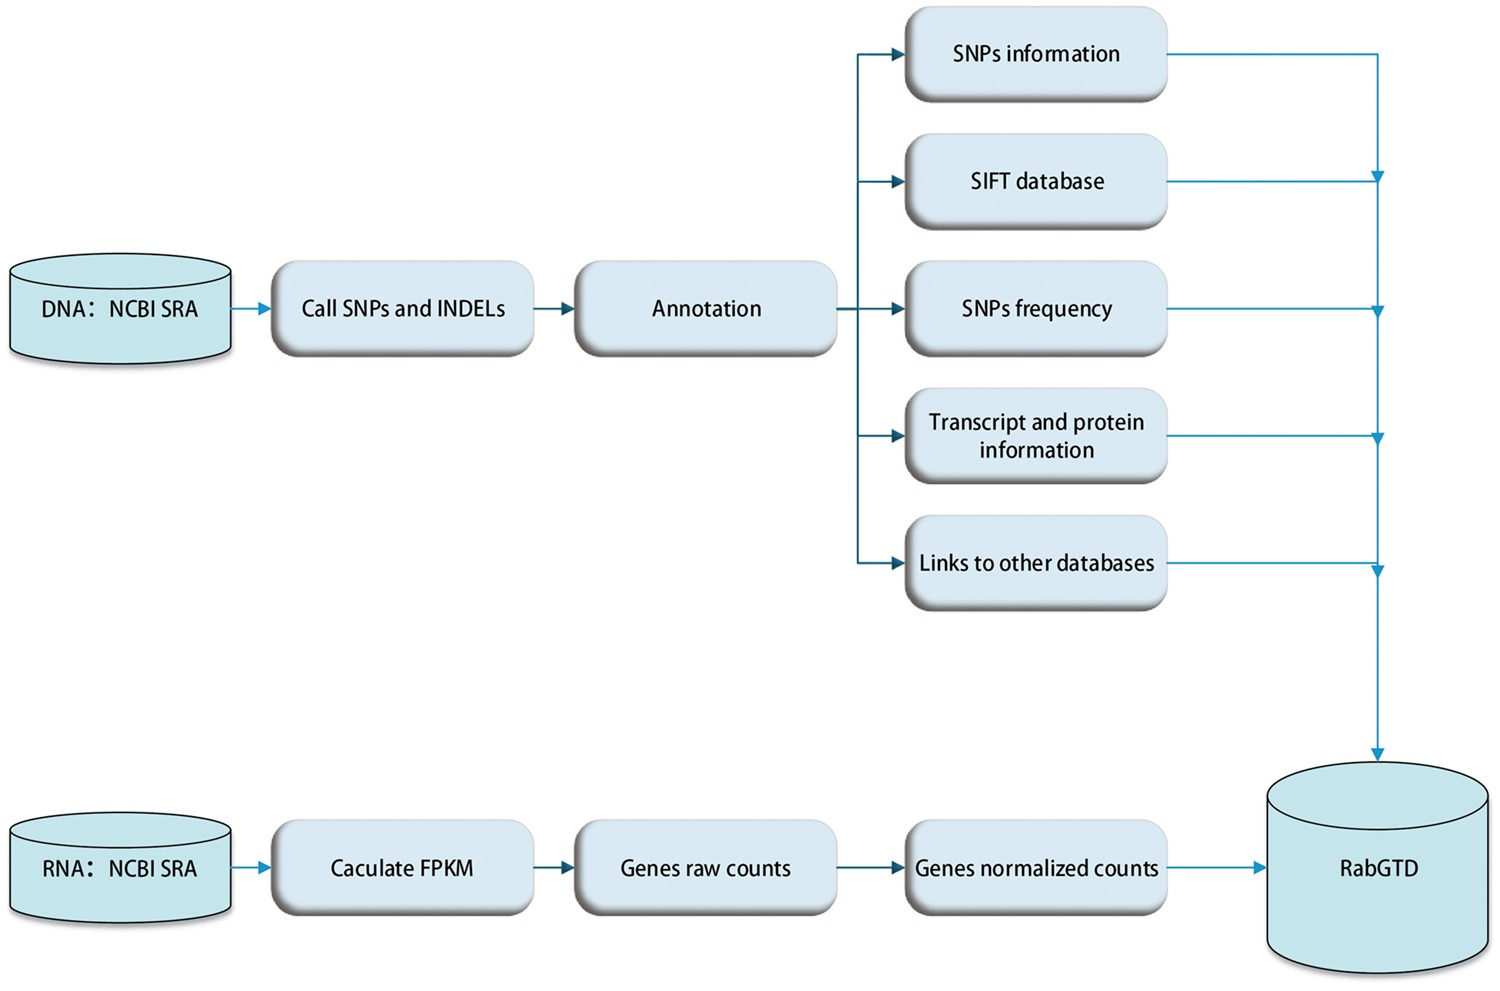 SNPs information
SIFT database
DNA：NCBI SRA
Call SNPs and INDELs
Annotation
SNPs frequency
Transcript and protein
information
Links to other databases
RNA：NCBI SRA
Caculate FPKM
Genes raw counts
Genes normalized counts
RabGTD